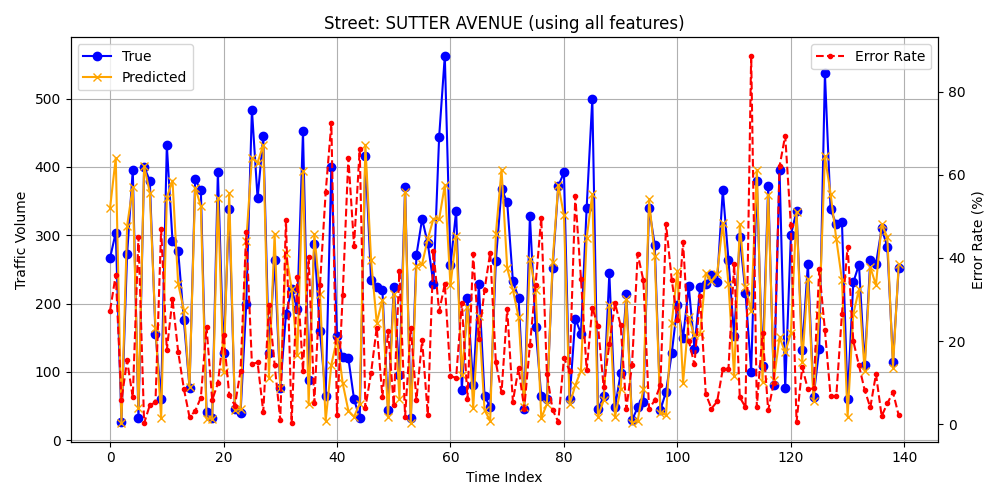 Street: SUTTER AVENUE (using all features)
True
Predicted
Error Rate
Traffic Volume
0
100
200
300
400
500
Error Rate (%)
0
20
40
60
80
0
20
40
60
80
100
120
140
Time Index